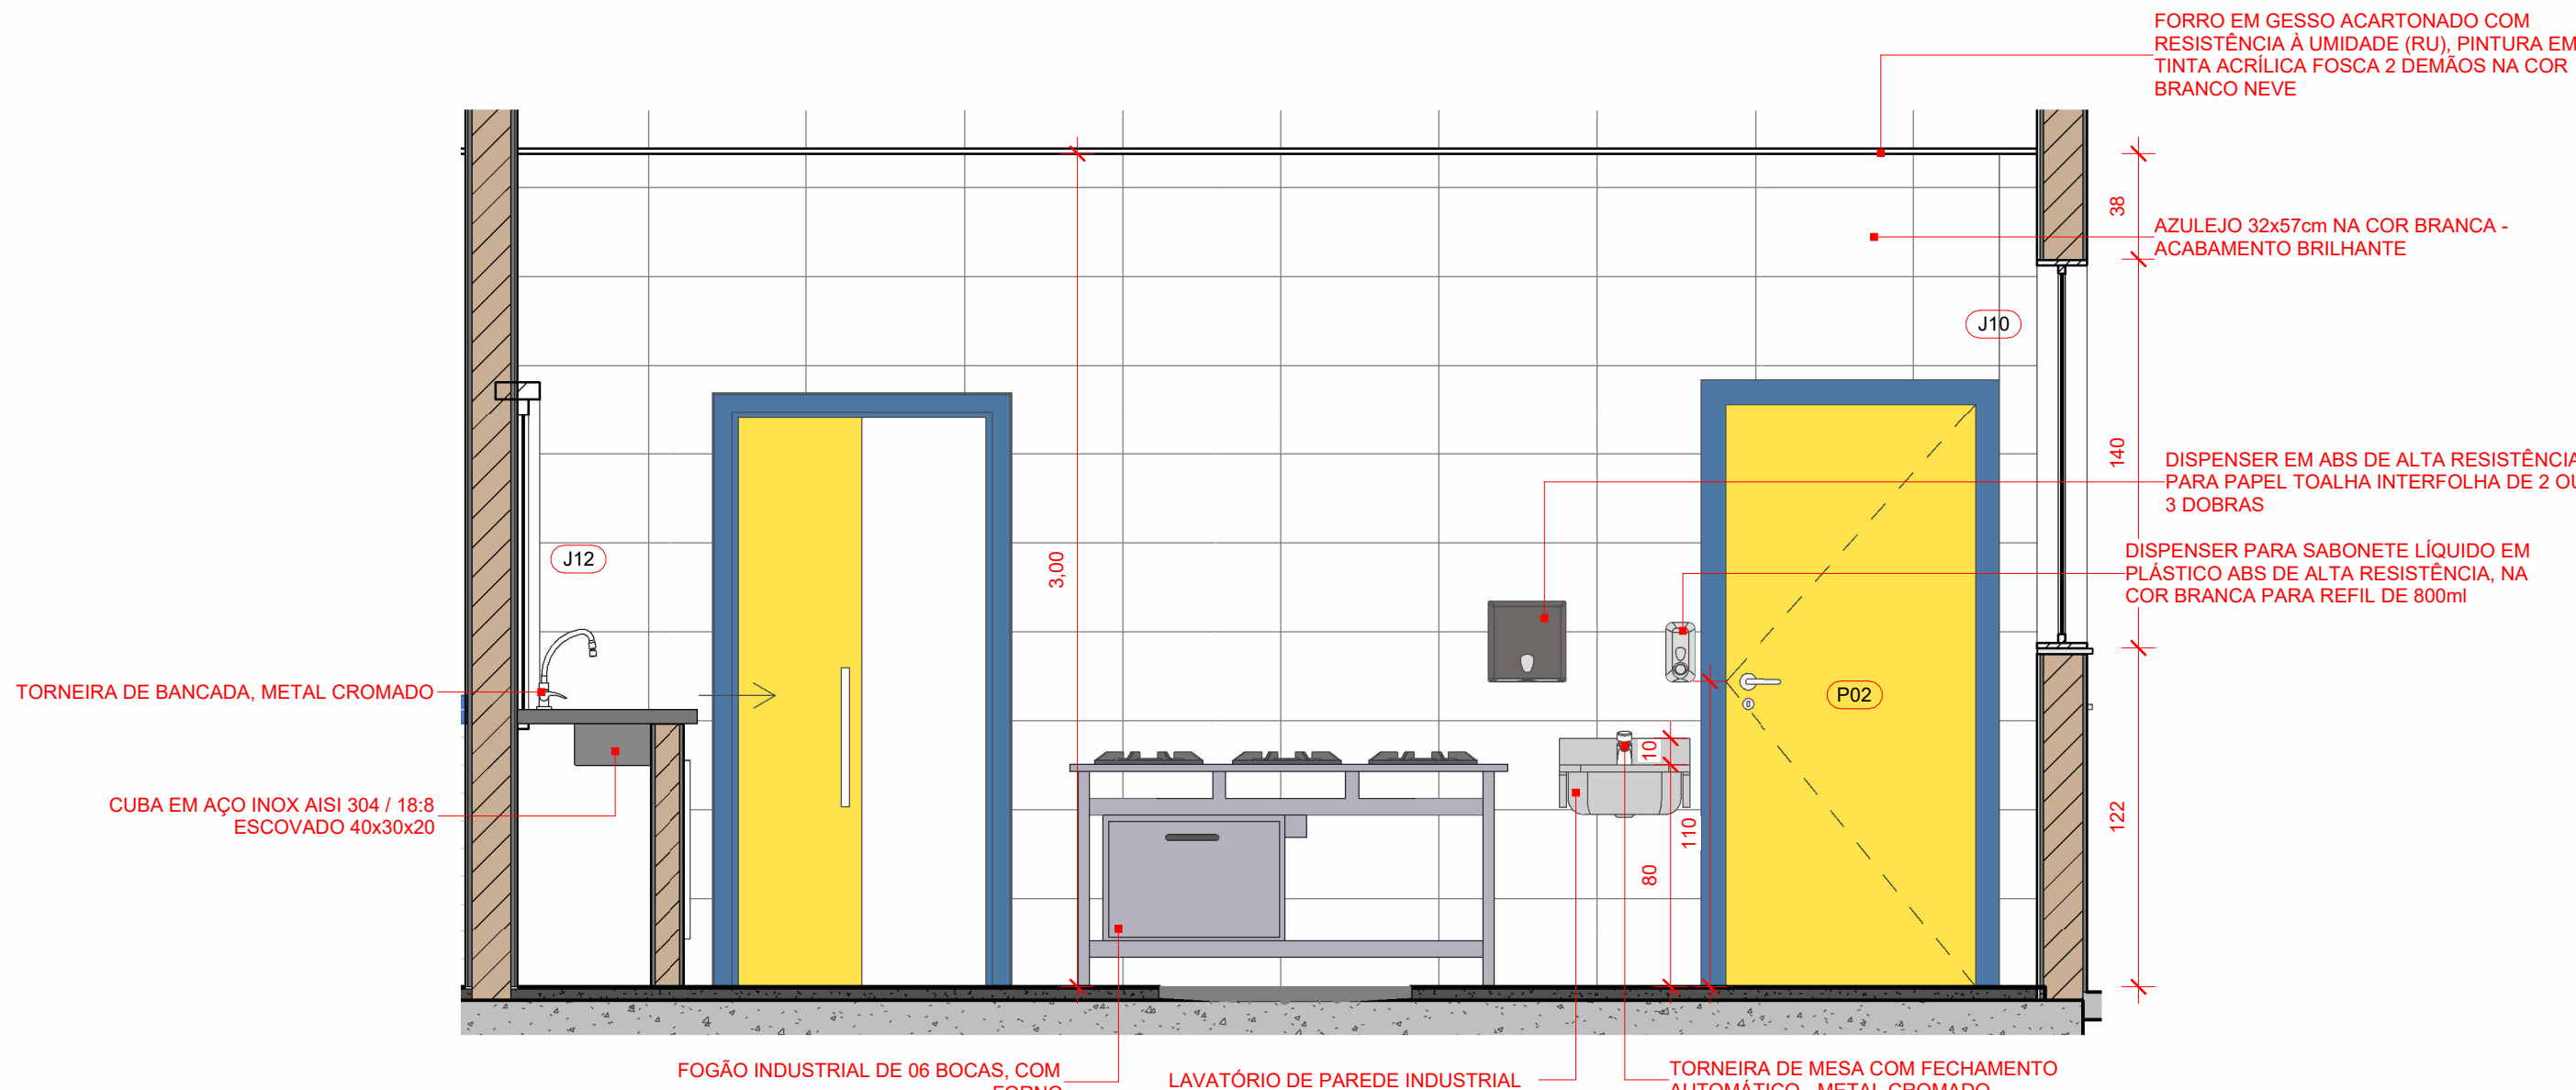 FORRO EM GESSO ACARTONADO COM
RESISTÊNCIA À UMIDADE (RU), PINTURA EM
TINTA ACRÍLICA FOSCA 2 DEMÃOS NA COR
BRANCO NEVE
38
AZULEJO 32x57cm NA COR BRANCA -
ACABAMENTO BRILHANTE
J10
140
DISPENSER EM ABS DE ALTA RESISTÊNCIA
PARA PAPEL TOALHA INTERFOLHA DE 2 OU
3 DOBRAS
J12
3,00
DISPENSER PARA SABONETE LÍQUIDO EM
PLÁSTICO ABS DE ALTA RESISTÊNCIA, NA
COR BRANCA PARA REFIL DE 800ml
TORNEIRA DE BANCADA, METAL CROMADO
P02
10
CUBA EM AÇO INOX AISI 304 / 18:8
ESCOVADO 40x30x20
110
122
80
FOGÃO INDUSTRIAL DE 06 BOCAS, COM
FORNO
LAVATÓRIO DE PAREDE INDUSTRIAL
TORNEIRA DE MESA COM FECHAMENTO
AUTOMÁTICO - METAL CROMADO